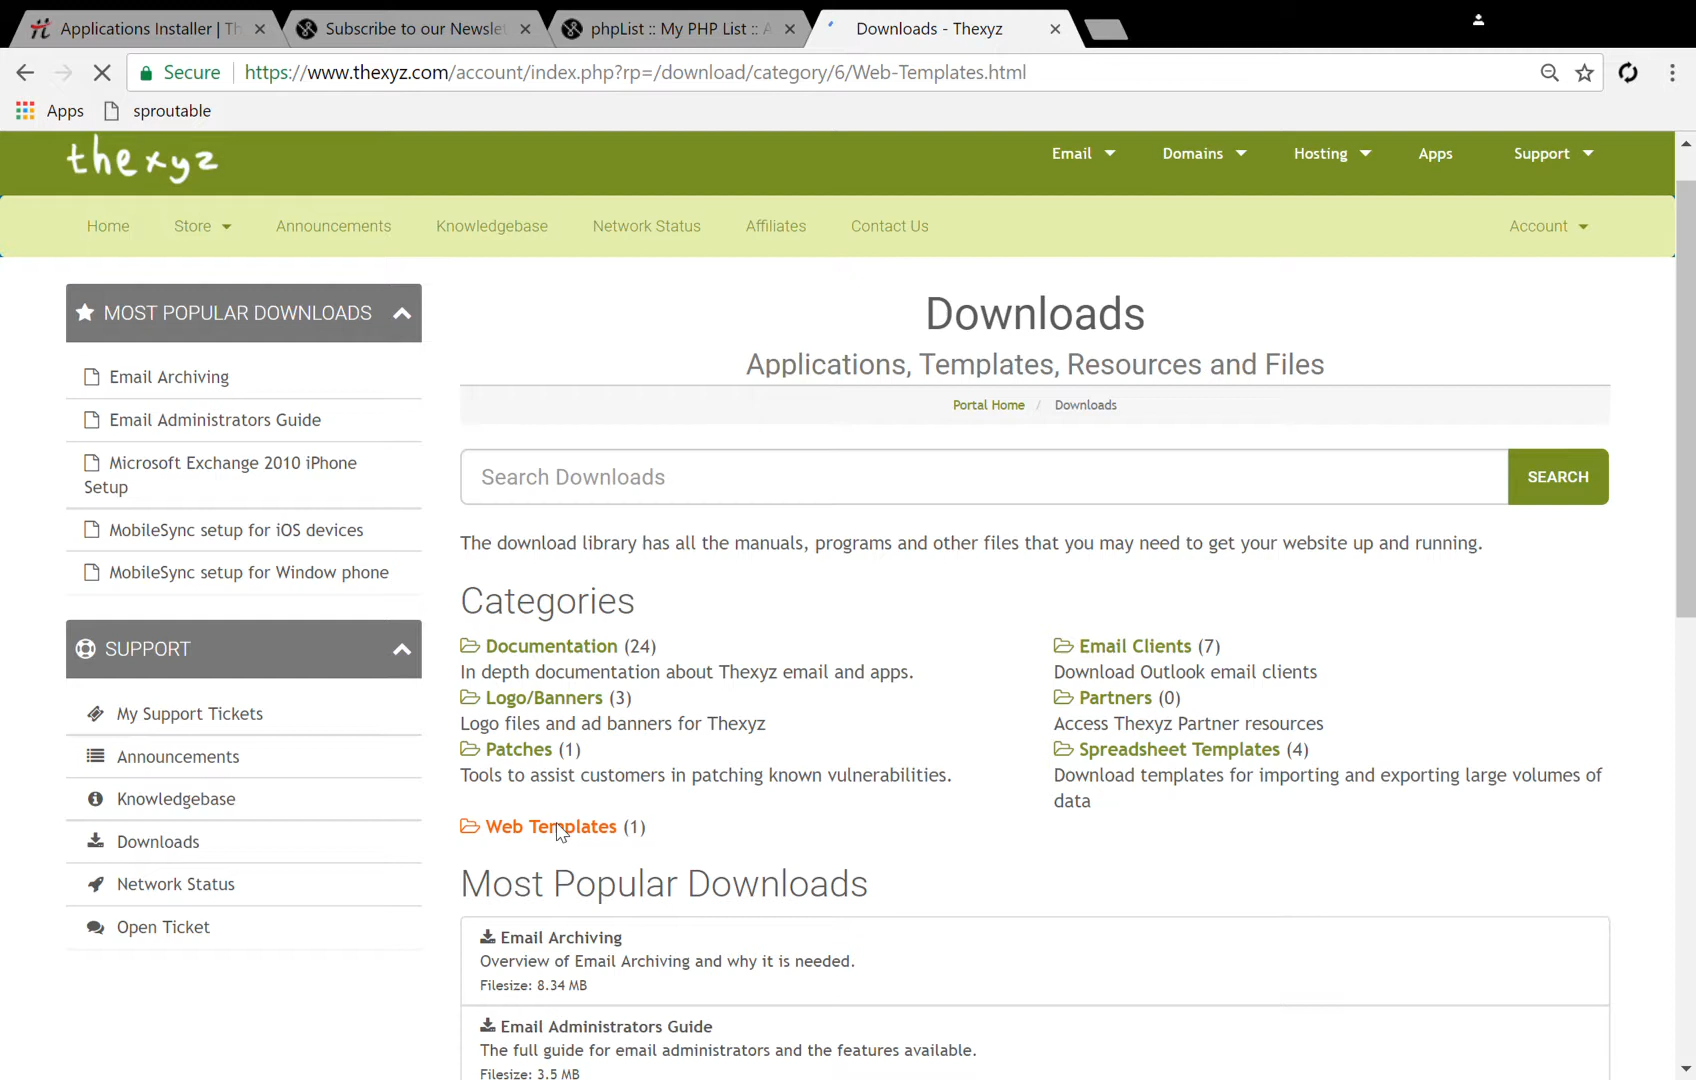 Applications Installer | Th
Subscribe to our Newslet
phpList :: My PHP List :: A
Downloads - Thexyz
Secure
https://www.thexyz.com/account/index.php?rp=/download/category/6/Web-Templates.html
Apps
sproutable
thexyz
Email
Domains
Hosting
Apps
Support
Home
Store
Announcements
Knowledgebase
Network Status
Affiliates
Contact Us
Account
MOST POPULAR DOWNLOADS
Email Archiving
Email Administrators Guide
Microsoft Exchange 2010 iPhone
Setup
MobileSync setup for iOS devices
MobileSync setup for Window phone
SUPPORT
My Support Tickets
Announcements
Knowledgebase
Downloads
Network Status
Open Ticket
Downloads
Applications, Templates, Resources and Files
Portal Home / Downloads
Search Downloads
SEARCH
The download library has all the manuals, programs and other files that you may need to get your website up and running.
Categories
Documentation (24)
In depth documentation about Thexyz email and apps.
Email Clients (7)
Download Outlook email clients
Logo/Banners (3)
Logo files and ad banners for Thexyz
Partners (0)
Access Thexyz Partner resources
Patches (1)
Tools to assist customers in patching known vulnerabilities.
Spreadsheet Templates (4)
Download templates for importing and exporting large volumes of
data
Web Templates (1)
Most Popular Downloads
Email Archiving
Overview of Email Archiving and why it is needed.
Filesize: 8.34 MB
Email Administrators Guide
The full guide for email administrators and the features available.
Filesize: 3.5 MB